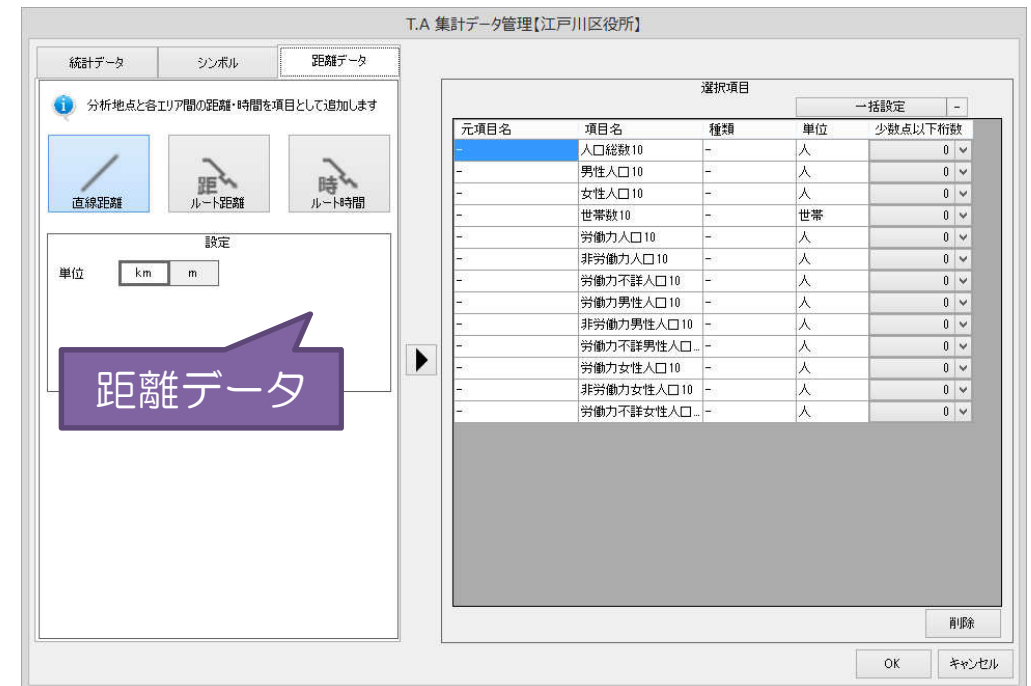 T.A 集計データ管理【江戸川区役所】
統計データ シンボル 距離データ
分析地点と各エリア間の距離・時間を項目として追加します
直線距離 距 ルート距離 時 ルート時間
設定
単位 km m
距離データ
選択項目
一括設定 -
元項目名 項目名 種類 単位 少数点以下桁数
- 人口総数10 - 人 0
- 男性人口10 - 人 0
- 女性人口10 - 人 0
- 世帯数10 - 世帯 0
- 労働力人口10 - 人 0
- 非労働力人口10 - 人 0
- 労働力不詳人口10 - 人 0
- 労働力男性人口10 - 人 0
- 非労働力男性人口10 - 人 0
- 労働力不詳男性人口... - 人 0
- 労働力女性人口10 - 人 0
- 非労働力女性人口10 - 人 0
- 労働力不詳女性人口... - 人 0
削除
OK キャンセル